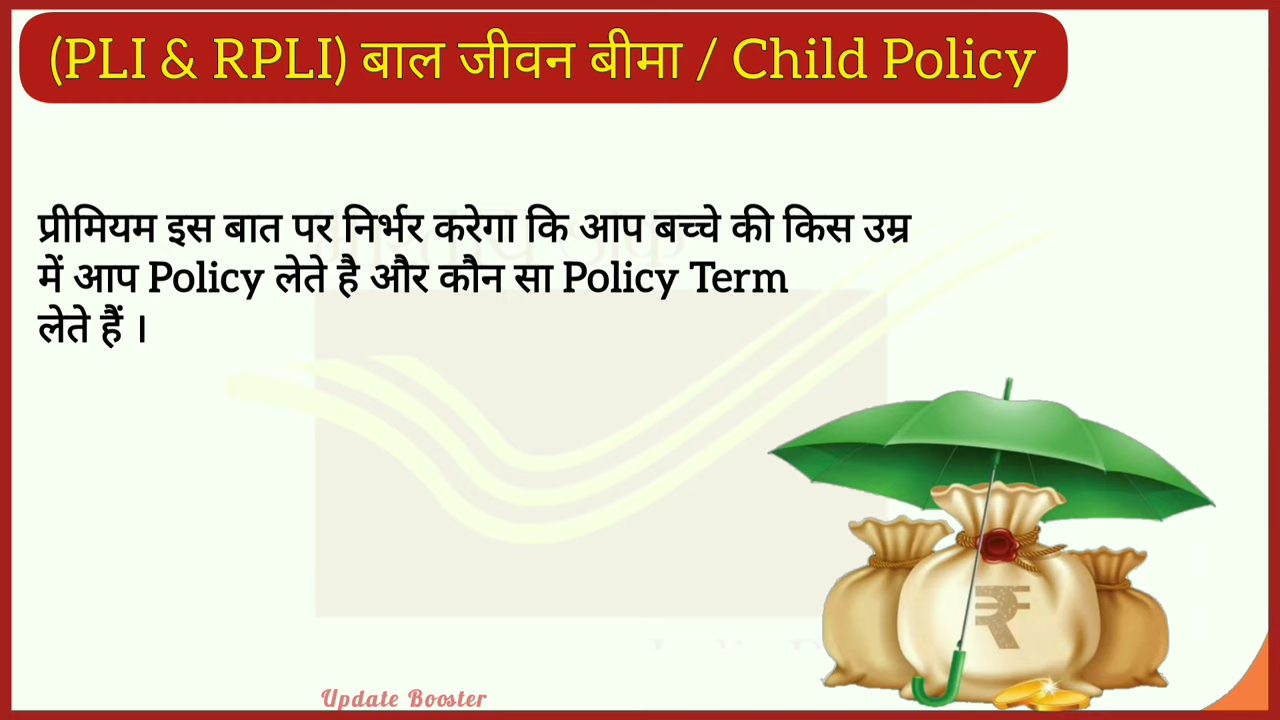 (PLI & RPLI) बाल जीवन बीमा / Child Policy
प्रीमियम इस बात पर निर्भर करेगा कि आप बच्चे की किस उम्र
में आप Policy लेते है और कौन सा Policy Term
लेते हैं ।
₹
Update Booster